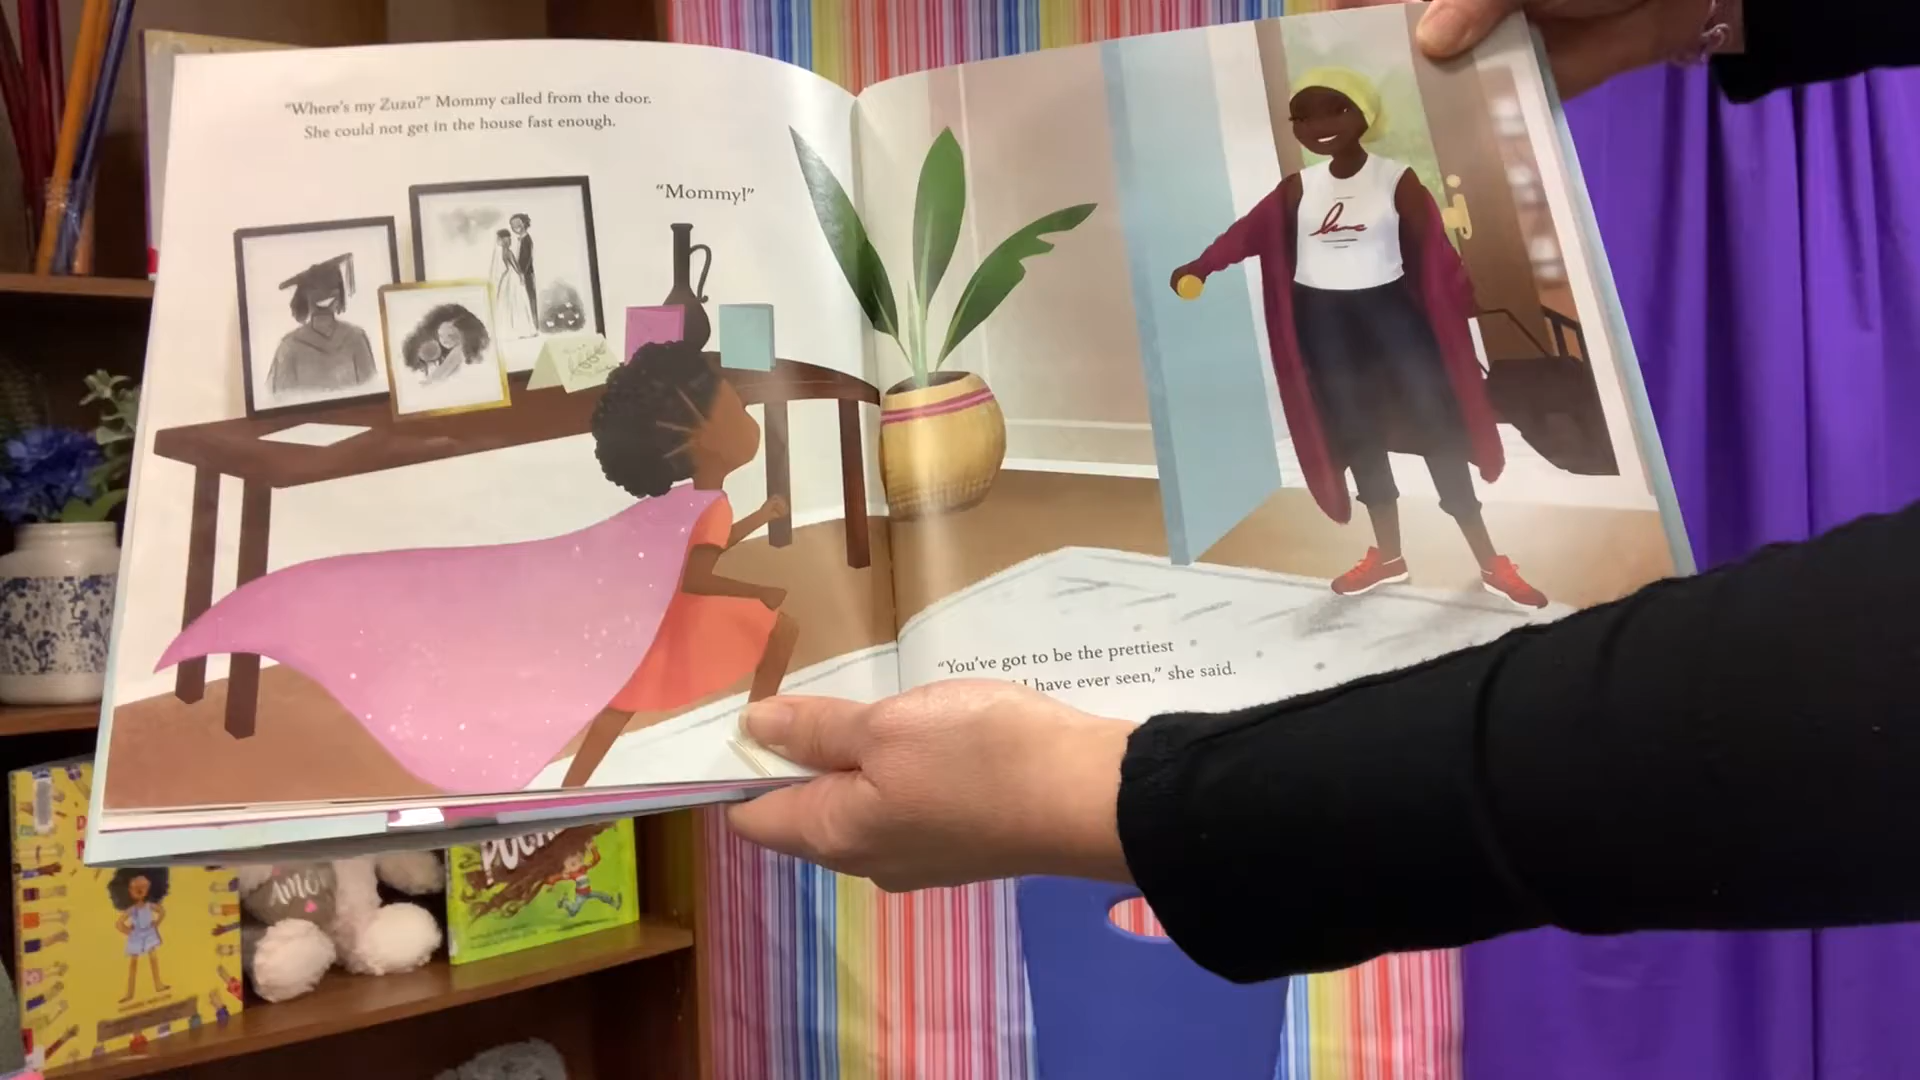 "Where's my Zuzu?" Mommy called from the door.
She could not get in the house fast enough.
"Mommy!"
"You've got to be the prettiest
I have ever seen," she said.
AMOR